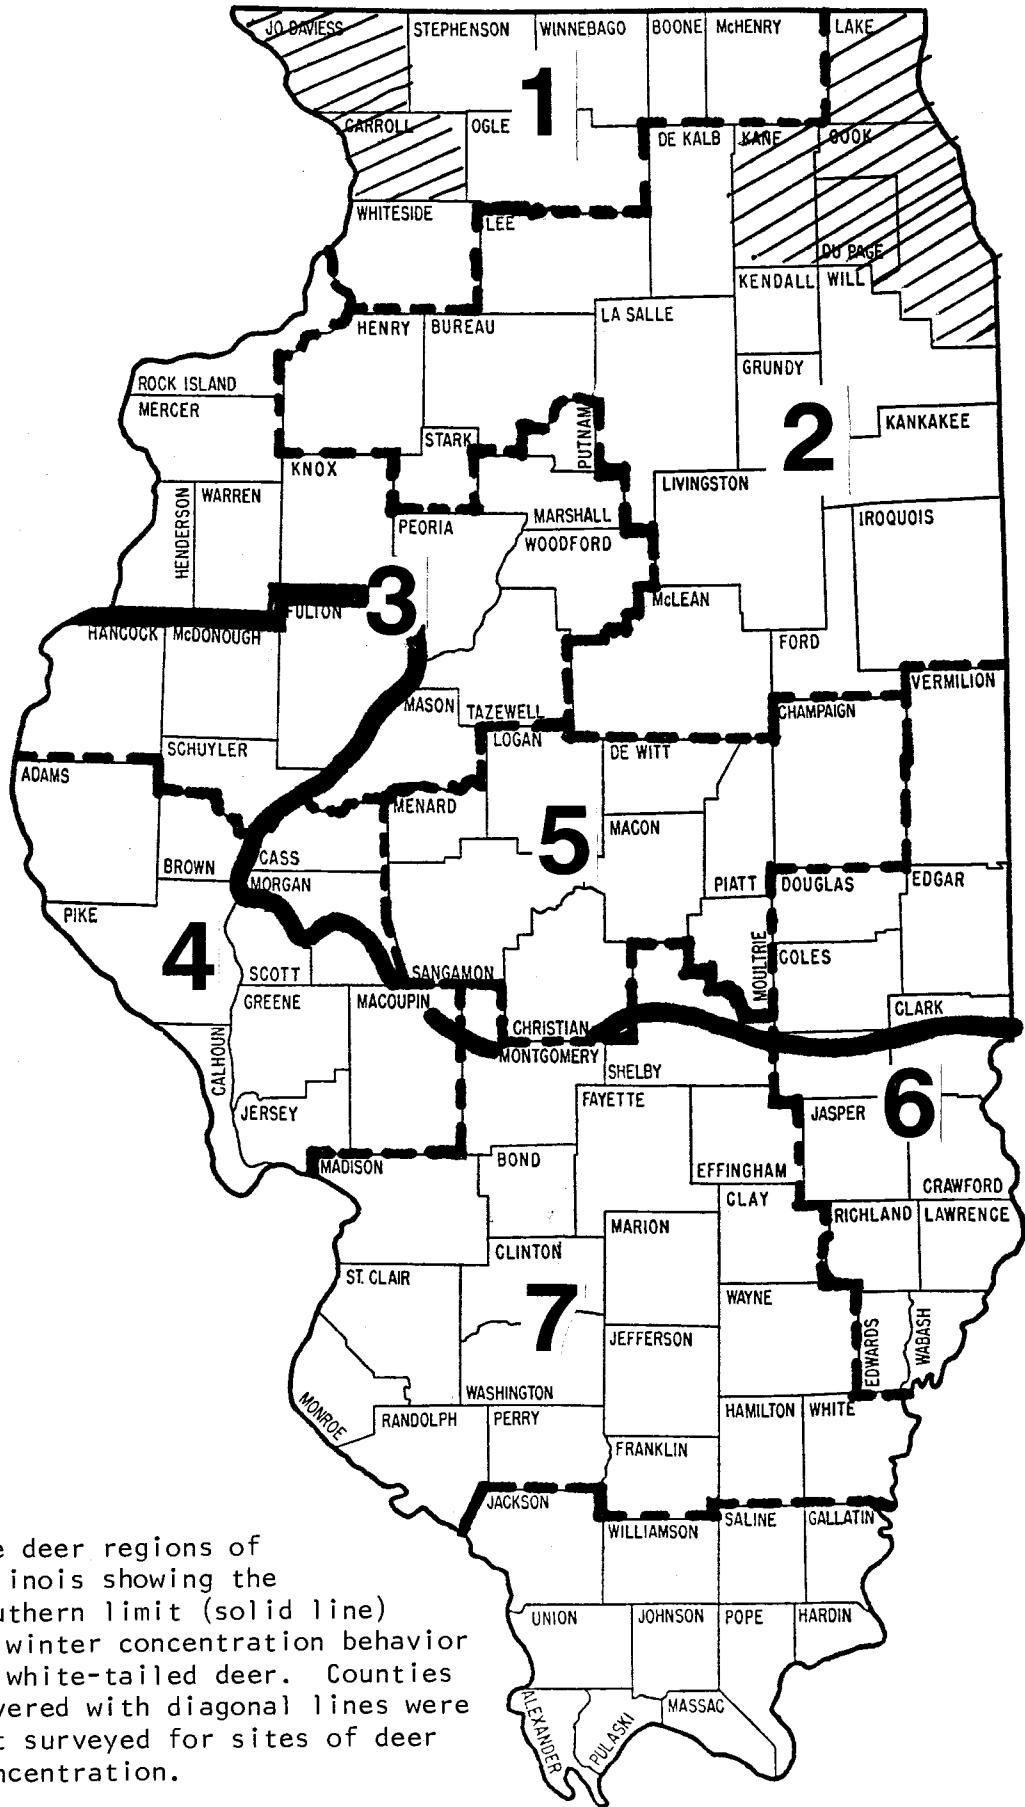 JO DAVIESS STEPHENSON WINNEBAGO BOONE McHENRY LAKE
1
CARROLL OGLE DE KALB KANE COOK
WHITESIDE LEE
DU PAGE
KENDALL WILL
HENRY BUREAU LA SALLE
GRUNDY
ROCK ISLAND
MERCER
2
KANKAKEE
PUTNAM
STARK
KNOX
LIVINGSTON
HENDERSON WARREN
PEORIA MARSHALL IROQUOIS
WOODFORD
3
FULTON McLEAN
HANCOCK McDONOUGH FORD
VERMILION
MASON TAZEWELL CHAMPAIGN
LOGAN
SCHUYLER DE WITT
ADAMS
MENARD
MACON
5
BROWN CASS
MORGAN PIATT DOUGLAS EDGAR
PIKE
4
MOULTRIE
COLES
SCOTT SANGAMON
GREENE MACOUPIN CLARK
CHRISTIAN
MONTGOMERY
CALHOUN
SHELBY
FAYETTE
6
JERSEY JASPER
BOND
MADISON EFFINGHAM
CLAY CRAWFORD
RICHLAND LAWRENCE
MARION
CLINTON
ST. CLAIR
WAYNE
7
JEFFERSON
EDWARDS WABASH
WASHINGTON
MONROE RANDOLPH PERRY HAMILTON WHITE
FRANKLIN
JACKSON
SALINE GALLATIN
WILLIAMSON
UNION JOHNSON POPE HARDIN
MASSAC
ALEXANDER PULASKI
e deer regions of
inois showing the
uthern limit (solid line)
winter concentration behavior
white-tailed deer. Counties
vered with diagonal lines were
t surveyed for sites of deer
ncentration.